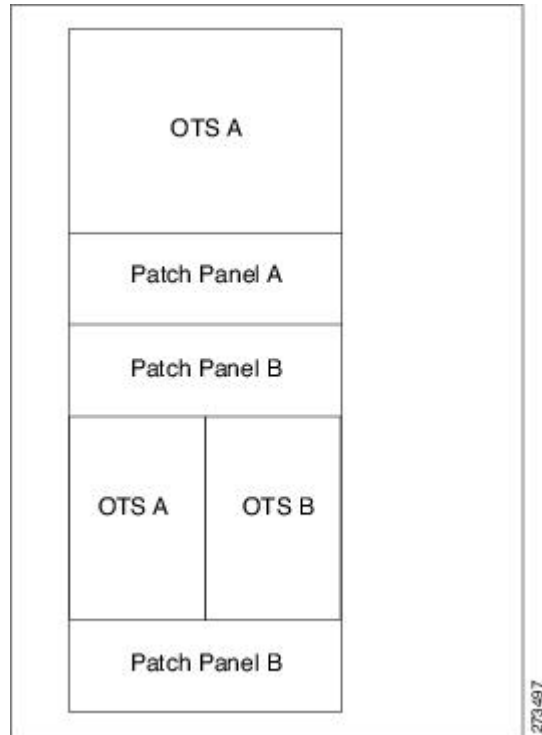 OTS A
Patch Panel A
Patch Panel B
OTS A OTS B
Patch Panel B
273497